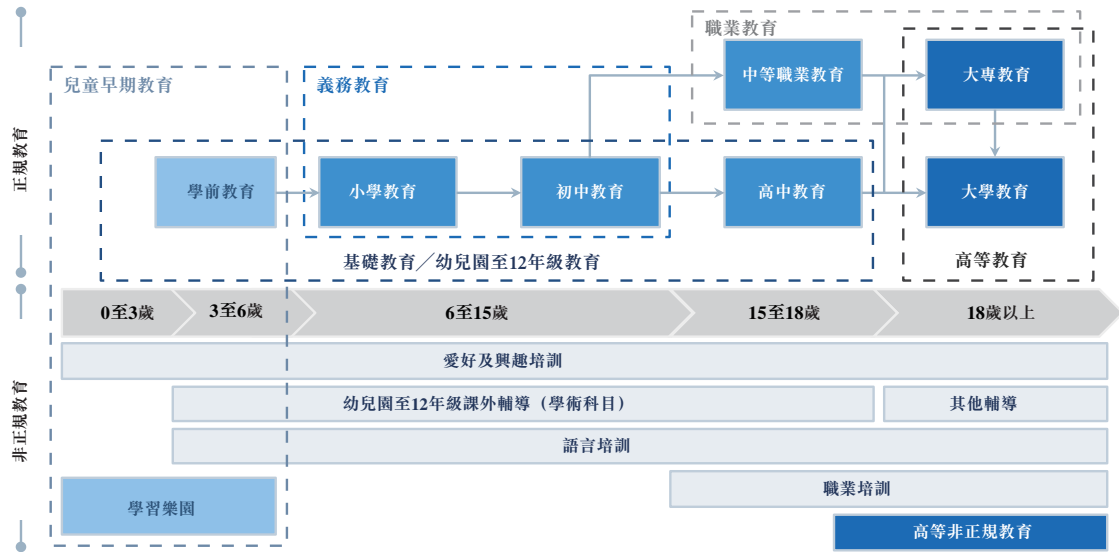 職業教育
兒童早期教育
義務教育
中等職業教育
大專教育
正規教育
學前教育
小學教育
初中教育
高中教育
大學教育
基礎教育／幼兒園至12年級教育
高等教育
0至3歲
3至6歲
6至15歲
15至18歲
18歲以上
非正規教育
愛好及興趣培訓
幼兒園至12年級課外輔導（學術科目）
其他輔導
語言培訓
職業培訓
學習樂園
高等非正規教育